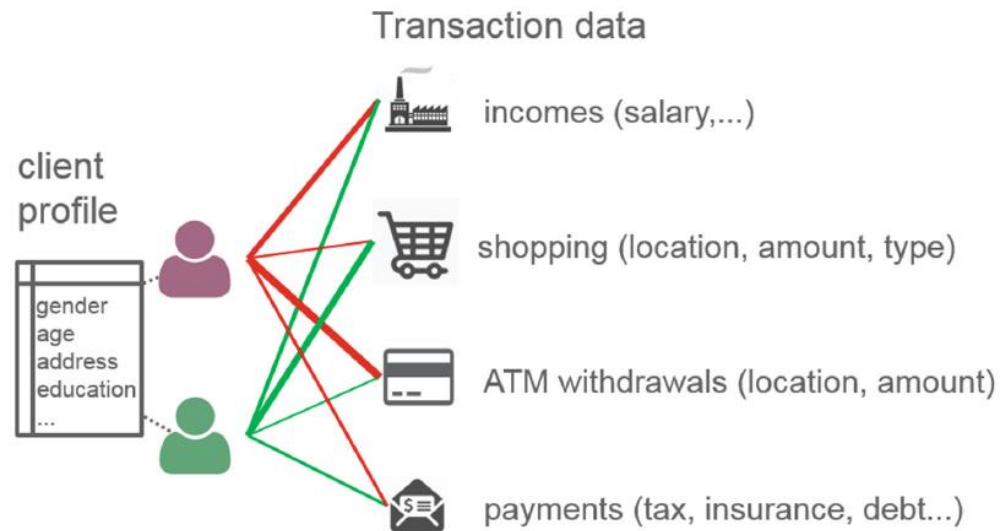 Transaction data
incomes (salary,...)
client
profile
shopping (location, amount, type)
gender
age
address
education
...
ATM withdrawals (location, amount)
$
payments (tax, insurance, debt...)